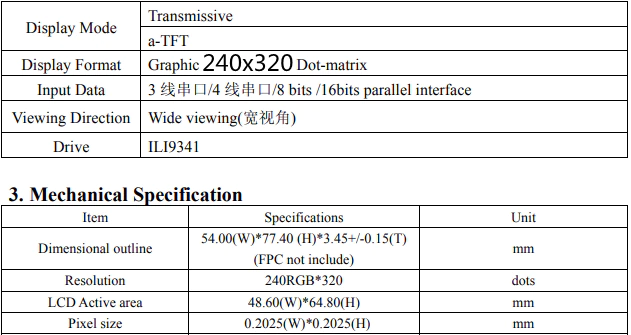 Display Mode
Transmissive
a-TFT
Display Format Graphic 240x320 Dot-matrix
Input Data 3 线串口/4 线串口/8 bits /16bits parallel interface
Viewing Direction Wide viewing(宽视角)
Drive ILI9341
3. Mechanical Specification
Item Specifications Unit
Dimensional outline 54.00(W)*77.40 (H)*3.45+/-0.15(T) mm
(FPC not include)
Resolution 240RGB*320 dots
LCD Active area 48.60(W)*64.80(H) mm
Pixel size 0.2025(W)*0.2025(H) mm